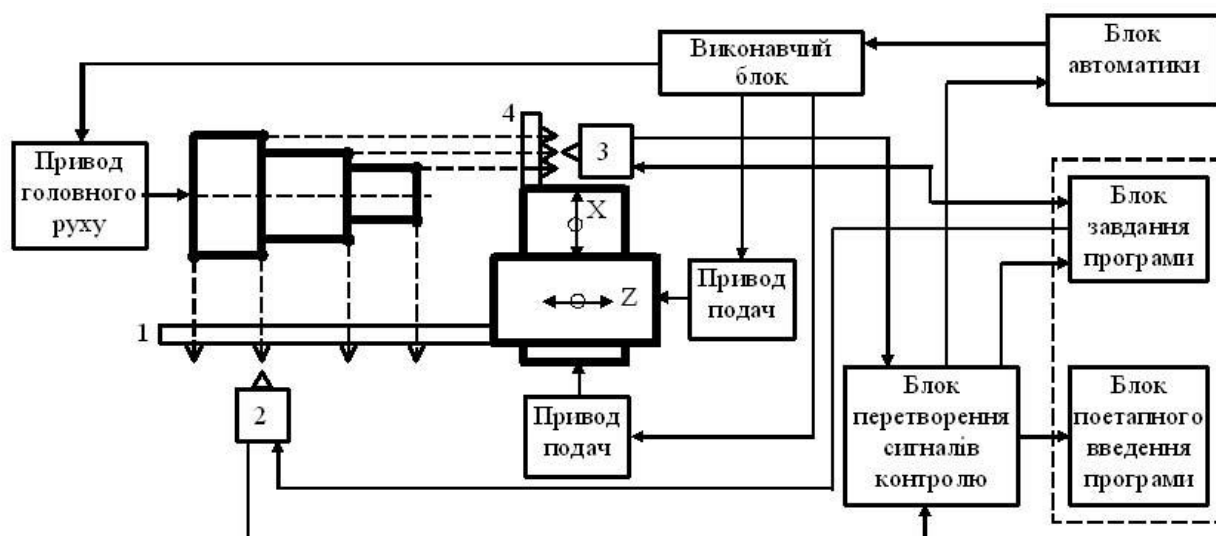 Виконавчий
блок
Блок
автоматики
Привод
головного
руху
4
3
X
Z
1
2
Привод
подач
Привод
подач
Блок
завдання
програми
Блок
перетворення
сигналів
контролю
Блок
поетапного
введення
програми